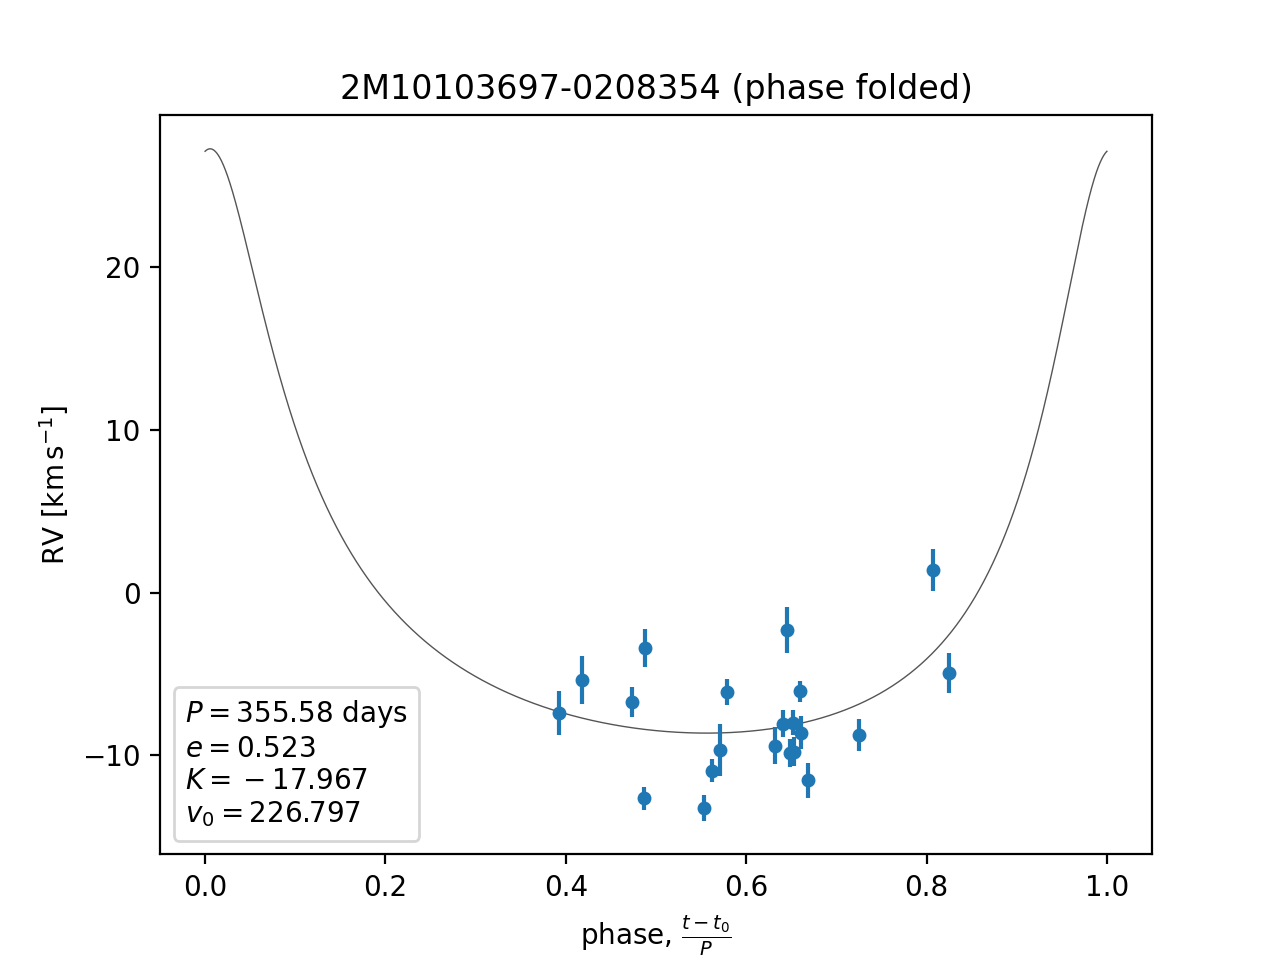 2M10103697-0208354 (phase folded)
RV [km s⁻¹]
20
10
0
−10
P = 355.58 days
e = 0.523
K = − 17.967
v₀ = 226.797
0.0 0.2 0.4 0.6 0.8 1.0
phase, (t − t₀)/P